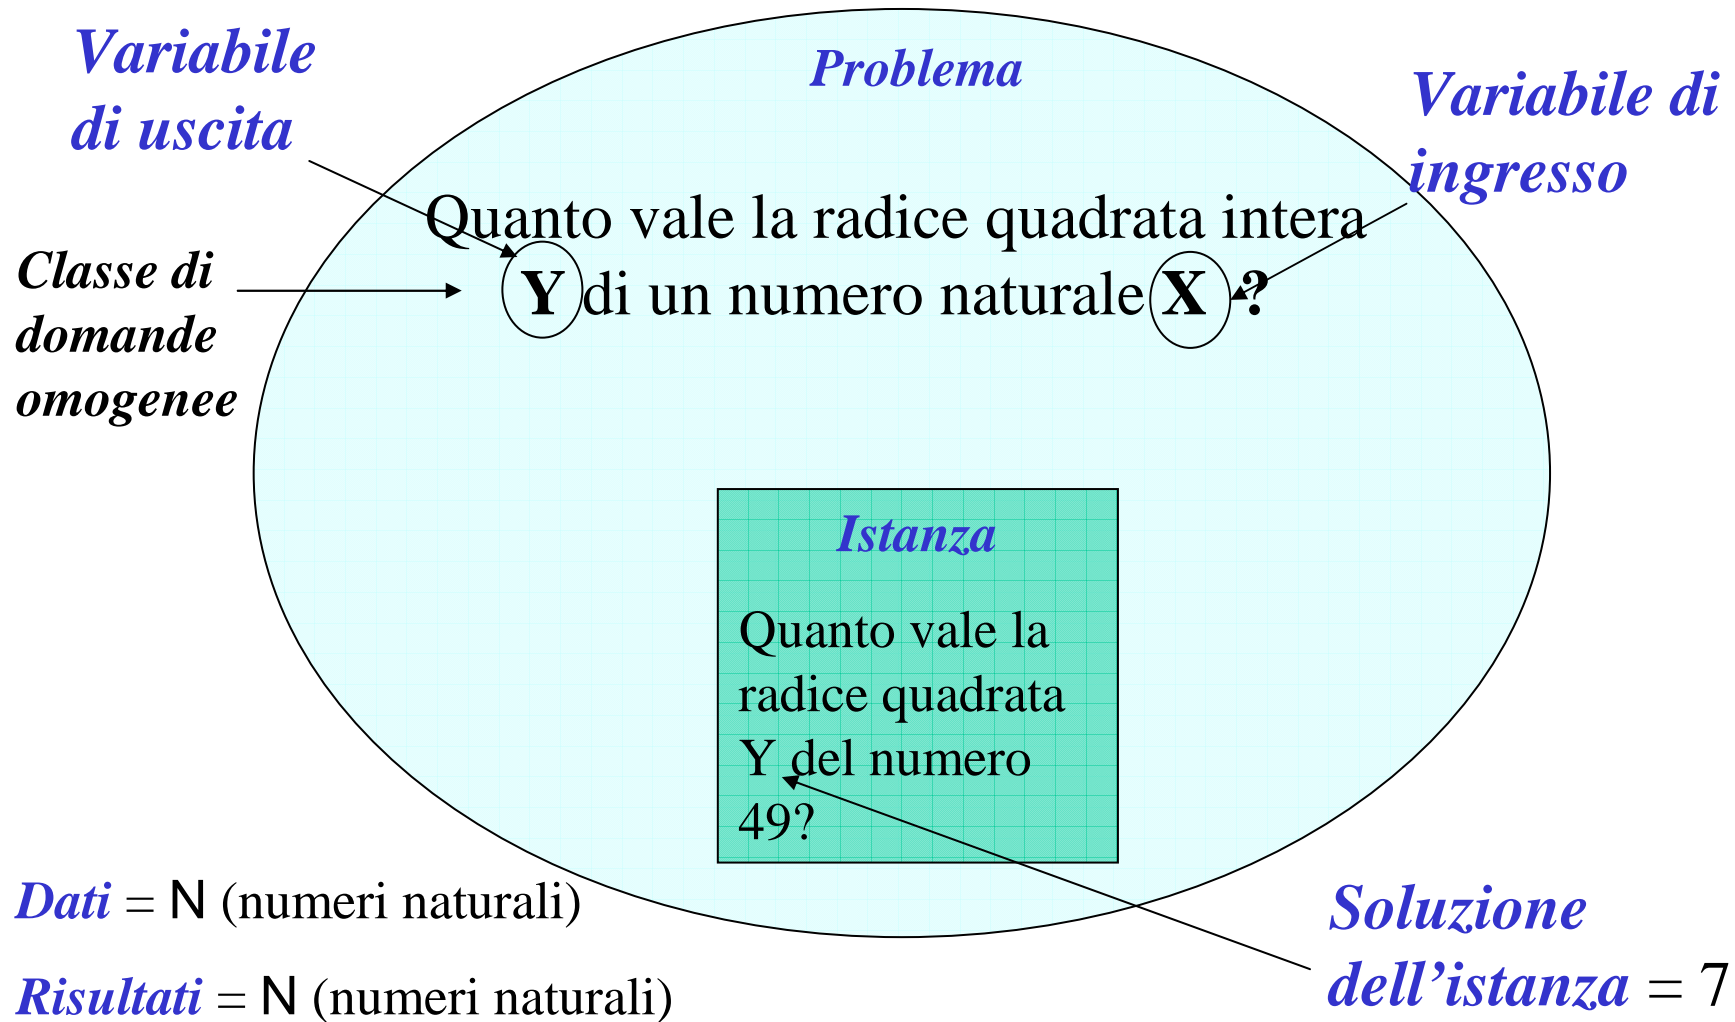 Variabile
di uscita
Problema
Variabile di
ingresso
Quanto vale la radice quadrata intera
Y di un numero naturale X ?
Classe di
domande
omogenee
Istanza
Quanto vale la
radice quadrata
Y del numero
49?
Dati = N (numeri naturali)
Risultati = N (numeri naturali)
Soluzione
dell’istanza = 7